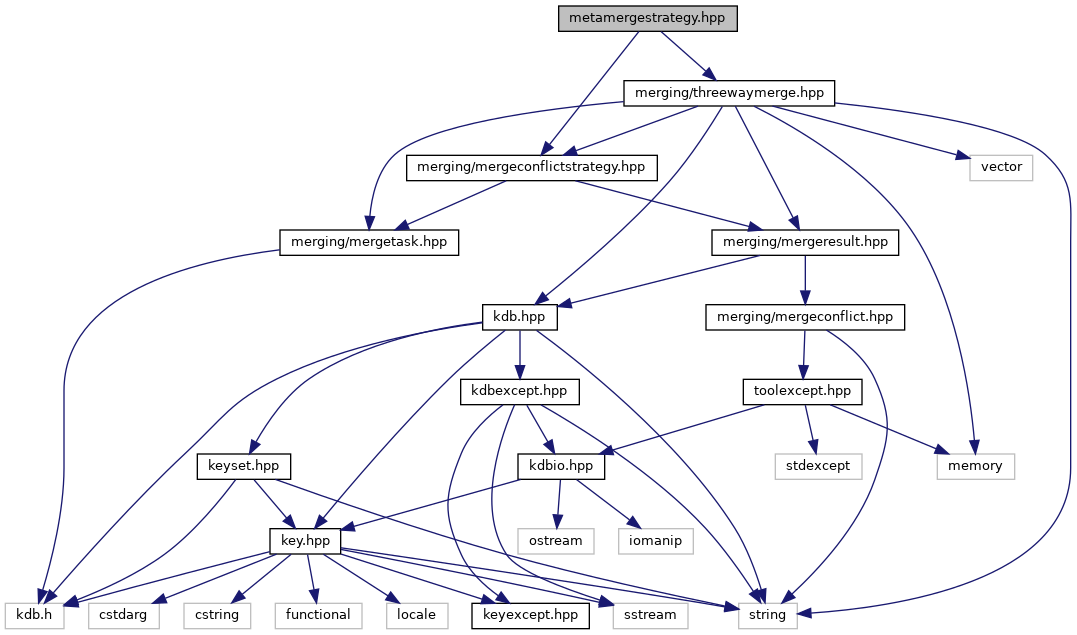 metamergestrategy.hpp
merging/threewaymerge.hpp
merging/mergeconflictstrategy.hpp
vector
merging/mergetask.hpp
merging/mergeresult.hpp
kdb.hpp
merging/mergeconflict.hpp
kdbexcept.hpp
toolexcept.hpp
keyset.hpp
kdbio.hpp
stdexcept
memory
key.hpp
ostream
iomanip
kdb.h
cstdarg
cstring
functional
locale
keyexcept.hpp
sstream
string